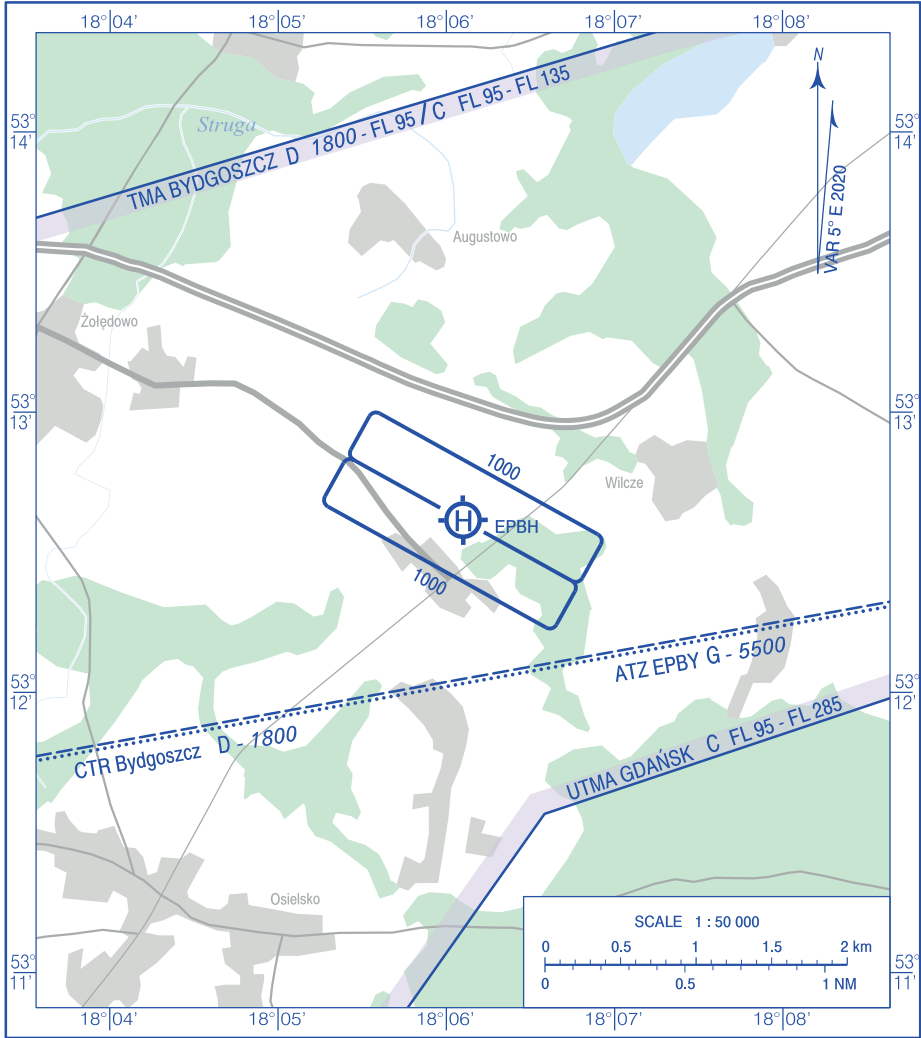 18°04' 18°05' 18°06' 18°07' 18°08'
N
TMA BYDGOSZCZ D 1800 - FL 95 / C FL 95 - FL 135
53° 53°
14' 14'
Struga
VAR 5° E 2020
Augustowo
Żołędowo
53° 53°
13' 13'
1000
Wilcze
H EPBH
1000
ATZ EPBY G - 5500
53° 53°
12' 12'
CTR Bydgoszcz D - 1800
UTMA GDAŃSK C FL 95 - FL 285
Osielsko
SCALE 1 : 50 000
0 0.5 1 1.5 2 km
0 0.5 1 NM
53° 53°
11' 11'
18°04' 18°05' 18°06' 18°07' 18°08'